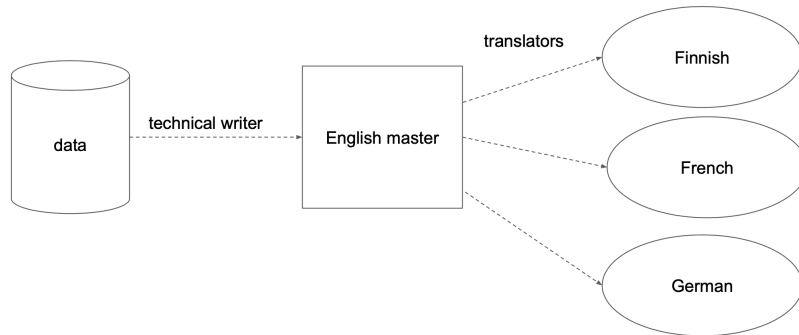 translators
Finnish
technical writer
data
English master
French
German